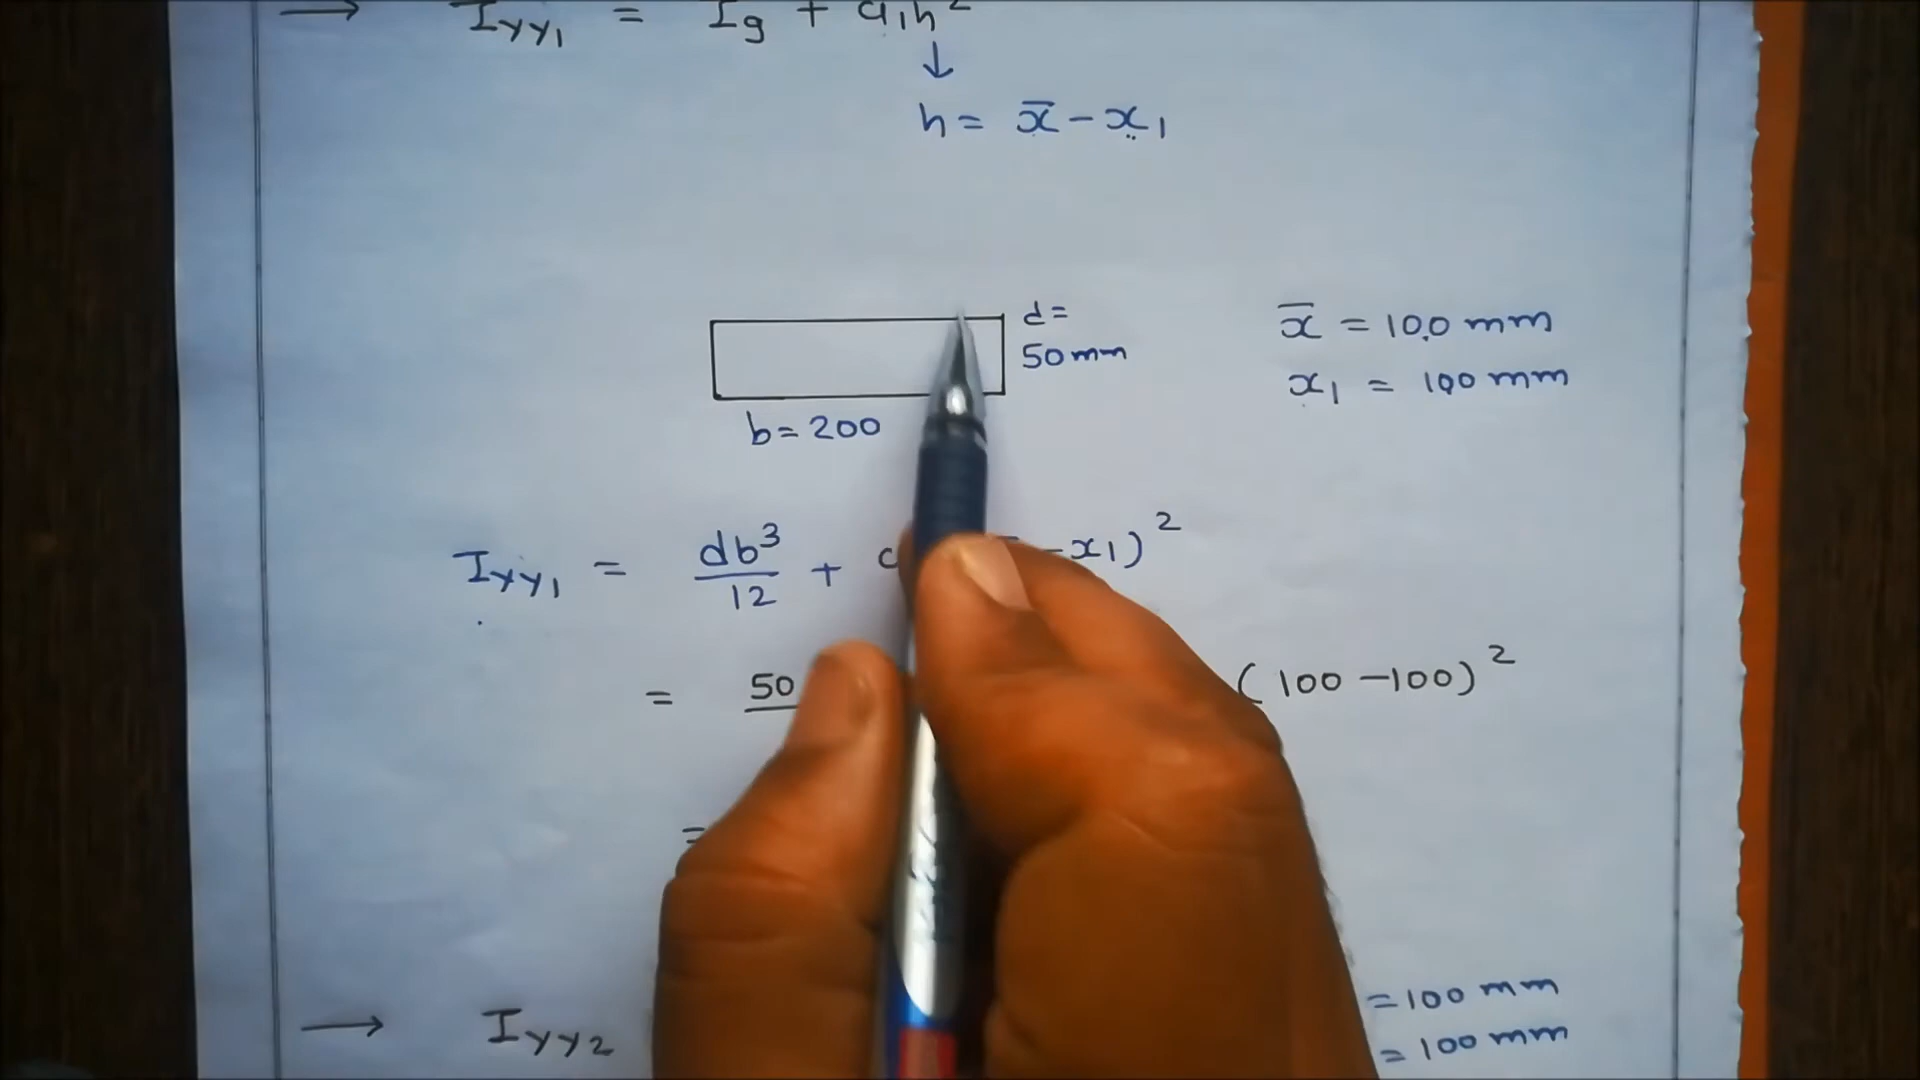 → Iyy₁ = Ig + a₁h²
↓
h = x̄ - x₁
d =
50 mm
b = 200
x̄ = 100 mm
x₁ = 100 mm
Iyy₁ = db³/12 + - x₁)²
= 50 (100 - 100)²
=
= 100 mm
→ Iyy₂
= 100 mm